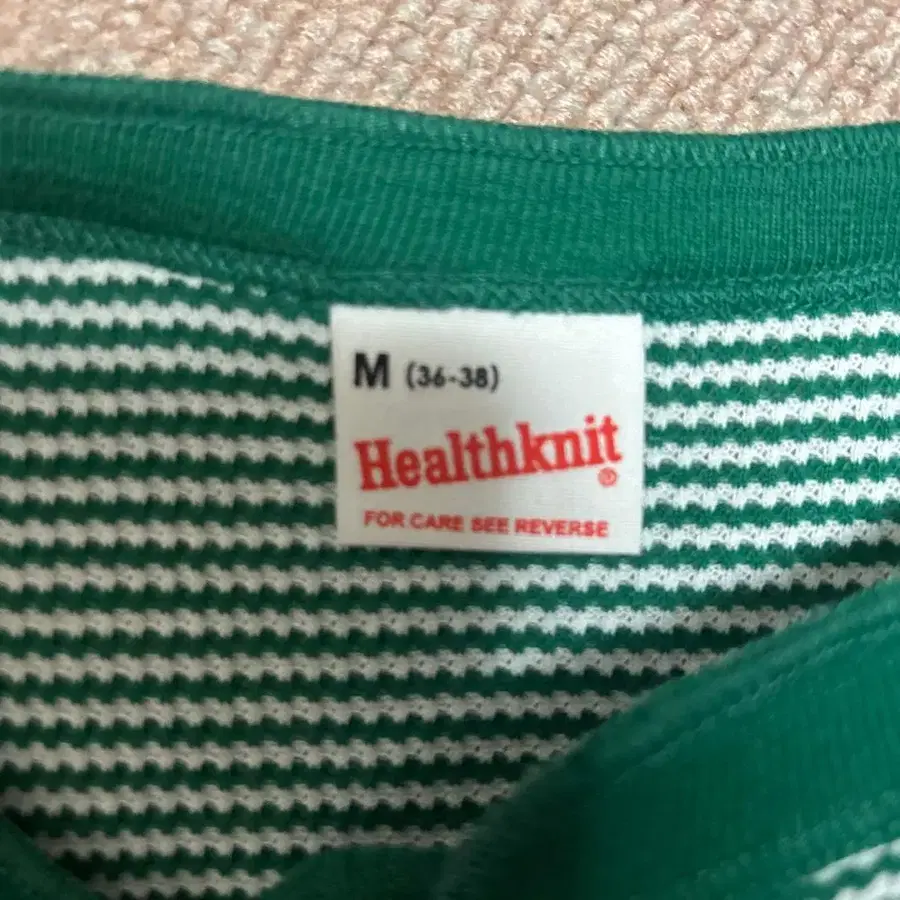 M (36-38)
Healthknit®
FOR CARE SEE REVERSE